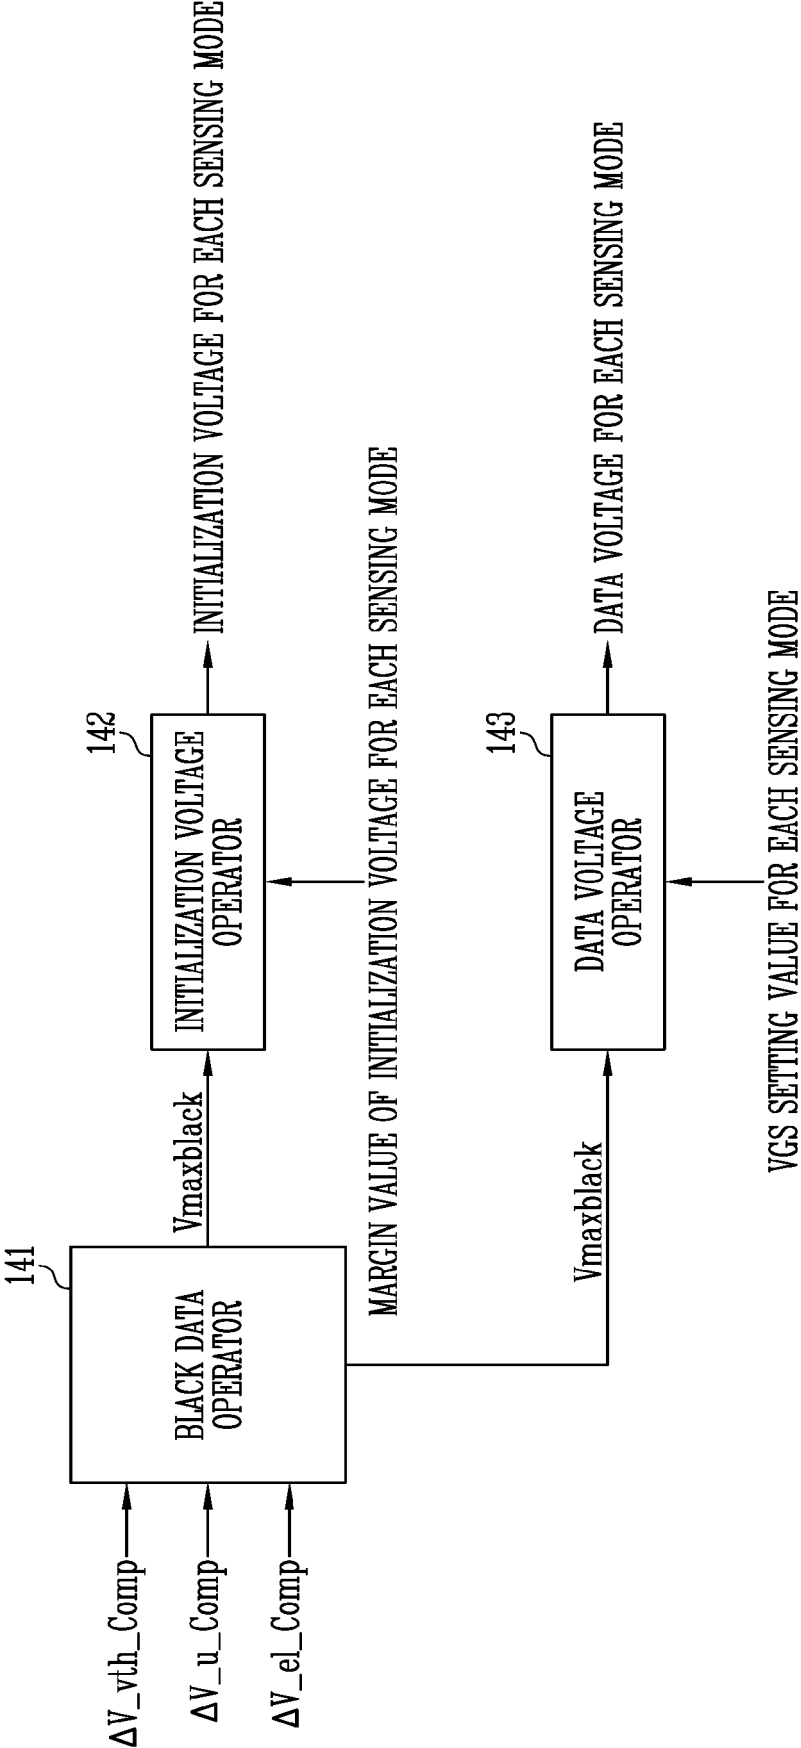 ΔV_vth_Comp
ΔV_u_Comp
ΔV_el_Comp
141
BLACK DATA
OPERATOR
Vmaxblack
142
INITIALIZATION VOLTAGE
OPERATOR
INITIALIZATION VOLTAGE FOR EACH SENSING MODE
MARGIN VALUE OF INITIALIZATION VOLTAGE FOR EACH SENSING MODE
Vmaxblack
143
DATA VOLTAGE
OPERATOR
DATA VOLTAGE FOR EACH SENSING MODE
VGS SETTING VALUE FOR EACH SENSING MODE